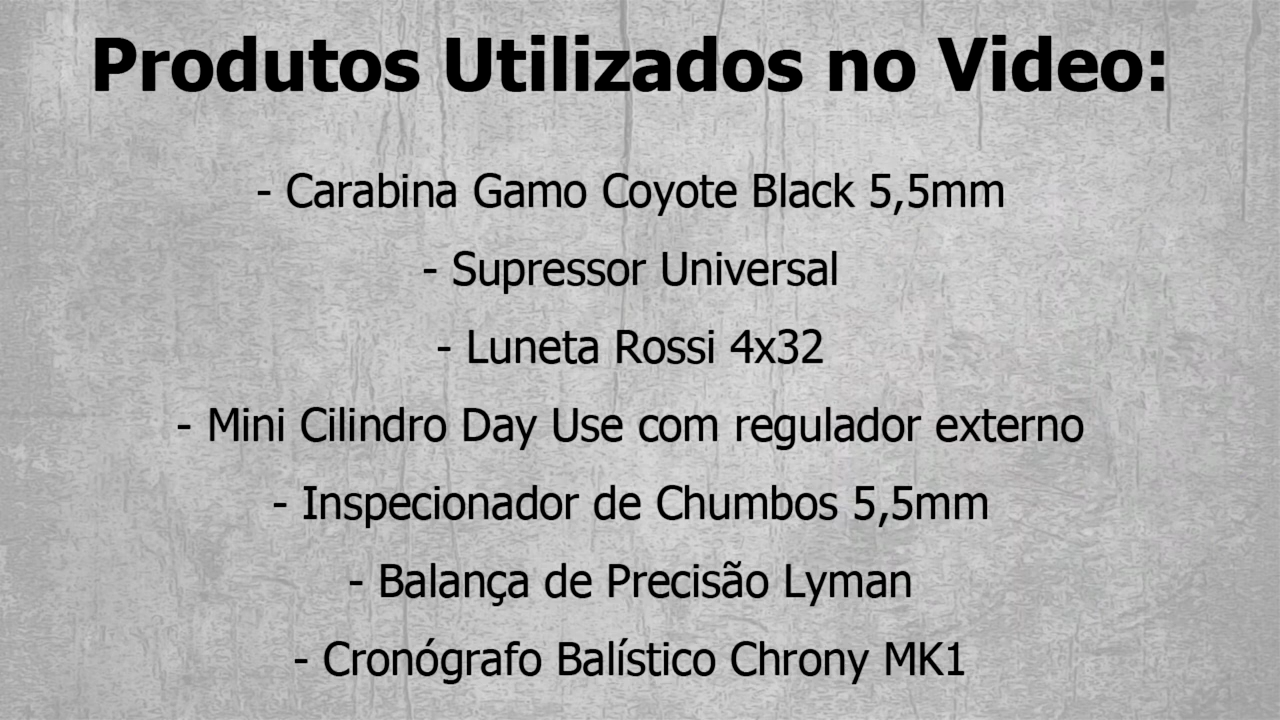 Produtos Utilizados no Video:
- Carabina Gamo Coyote Black 5,5mm
- Supressor Universal
- Luneta Rossi 4x32
- Mini Cilindro Day Use com regulador externo
- Inspecionador de Chumbos 5,5mm
- Balança de Precisão Lyman
- Cronógrafo Balístico Chrony MK1